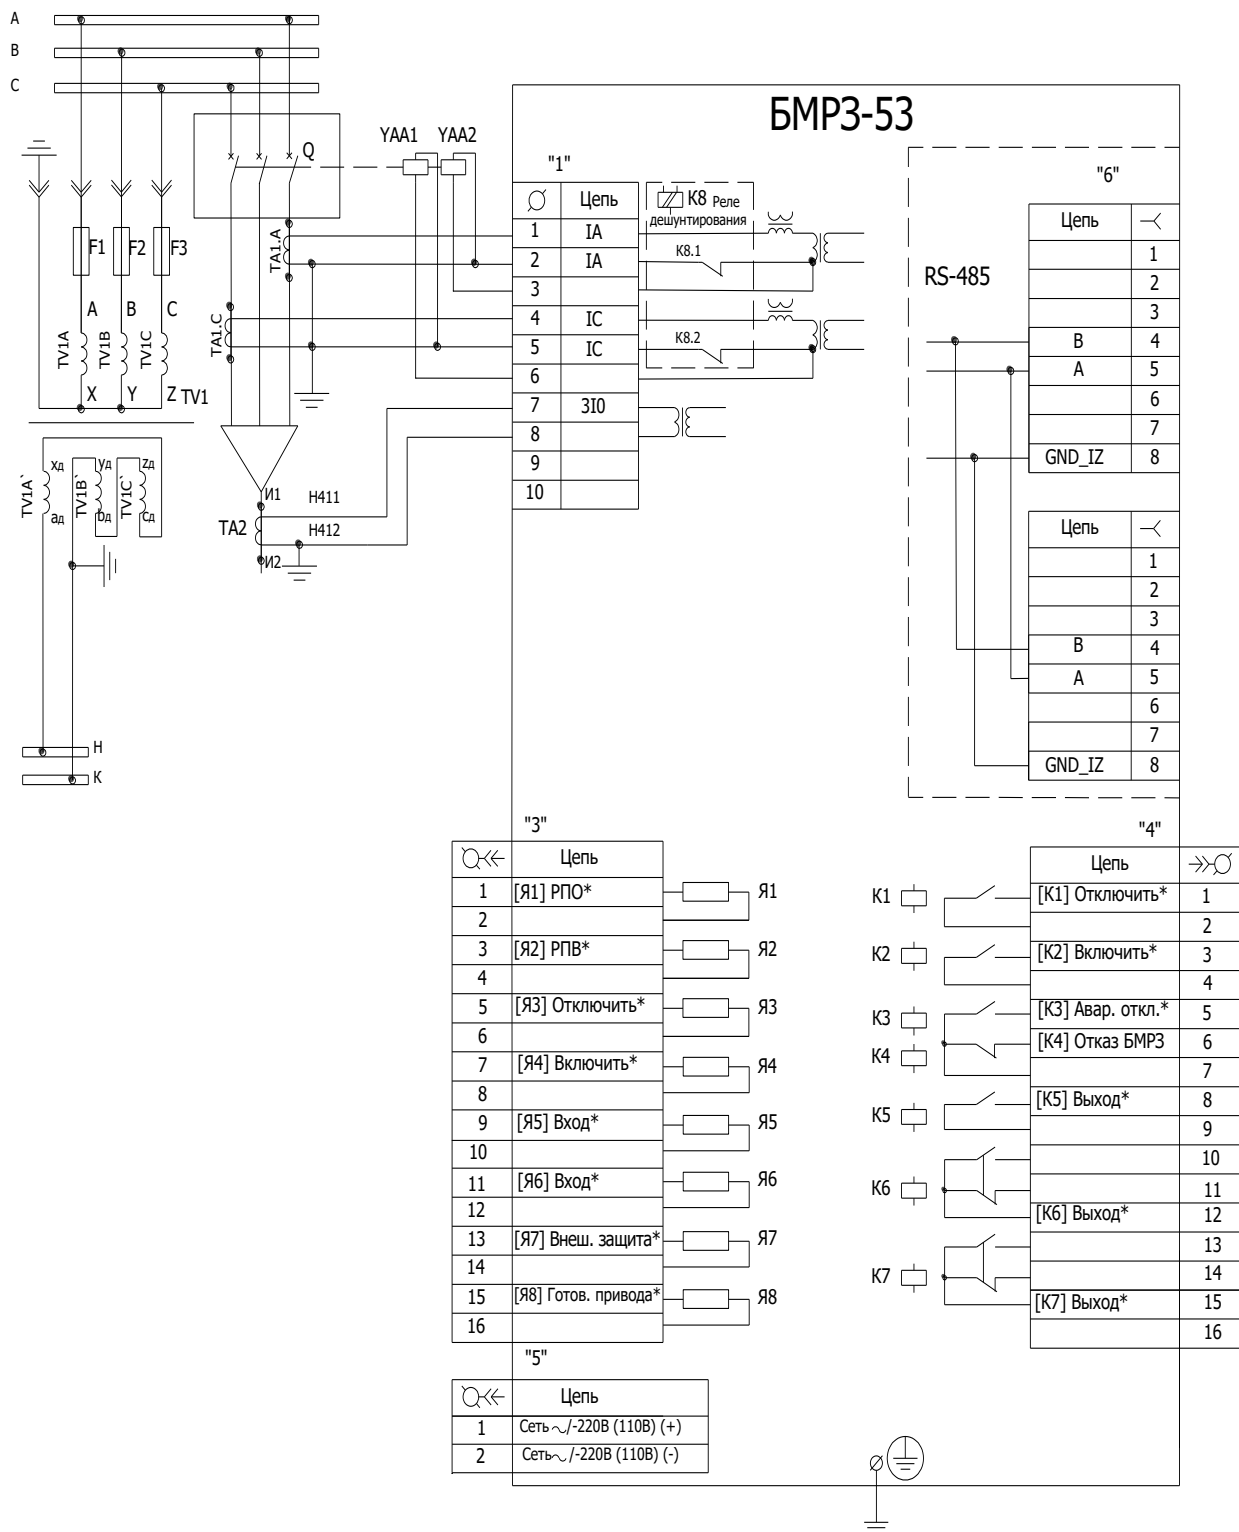 A
B
C
БМРЗ-53
YAA1 YAA2
Q
"1"
Цепь
1 IA
2 IA
3
4 IC
5 IC
6
7 3I0
8
9
10
K8 Реле
дешунтирования
K8.1
K8.2
"6"
RS-485
Цепь
1
2
3
B 4
A 5
6
7
GND_IZ 8
Цепь
1
2
3
B 4
A 5
6
7
GND_IZ 8
F1 F2 F3
TA1.A
TA1.C
A B C
TV1A TV1B TV1C
X Y Z TV1
TV1A` TV1B` TV1C`
xд yд zд
aд bд cд
И1 H411
TA2 H412
И2
Н
К
"3"
Цепь
1 [Я1] РПО* Я1
2
3 [Я2] РПВ* Я2
4
5 [Я3] Отключить* Я3
6
7 [Я4] Включить* Я4
8
9 [Я5] Вход* Я5
10
11 [Я6] Вход* Я6
12
13 [Я7] Внеш. защита* Я7
14
15 [Я8] Готов. привода* Я8
16
"4"
Цепь
K1 [K1] Отключить* 1
2
K2 [K2] Включить* 3
4
K3 [K3] Авар. откл.* 5
K4 [K4] Отказ БМРЗ 6
7
K5 [K5] Выход* 8
9
10
K6 11
[K6] Выход* 12
13
K7 14
[K7] Выход* 15
16
"5"
Цепь
1 Сеть ~/-220В (110В) (+)
2 Сеть~ /-220В (110В) (-)